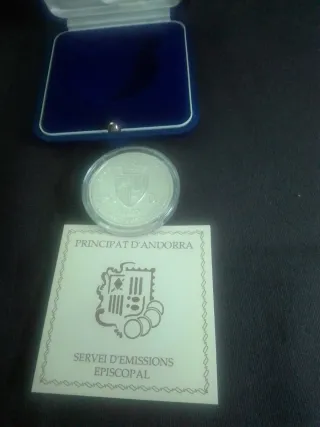 PRINCIPAT D'ANDORRA
SERVEI D'EMISSIONS
EPISCOPAL